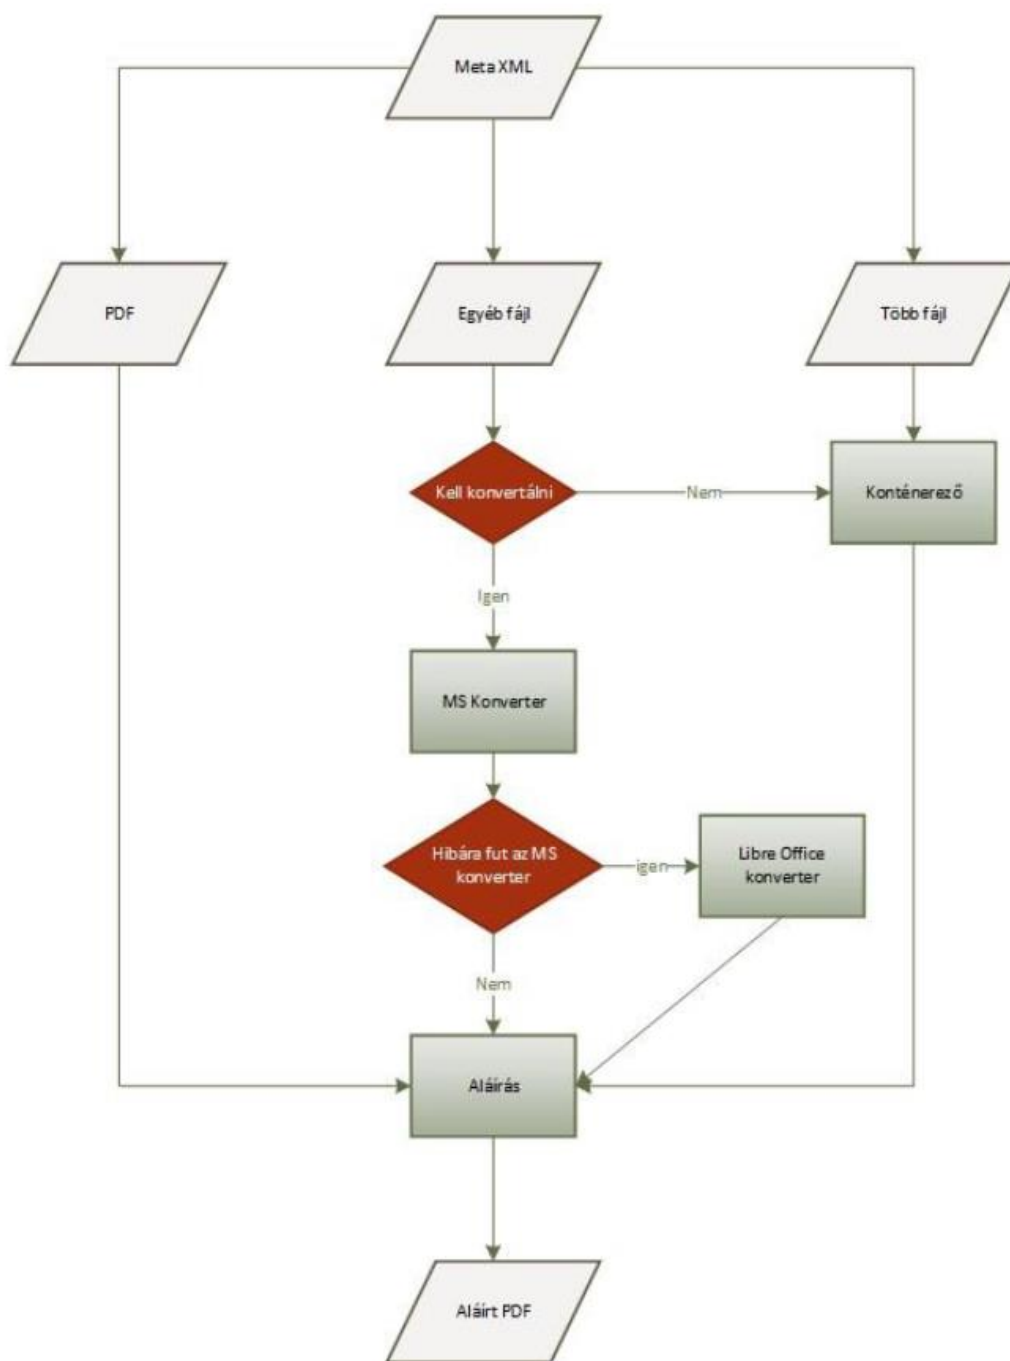 Meta XML
PDF
Egyéb fájl
Több fájl
Kell konvertálni
Nem
Konténerező
Igen
MS Konverter
Hibára fut az MS
konverter
igen
Libre Office
konverter
Nem
Aláírás
Aláírt PDF